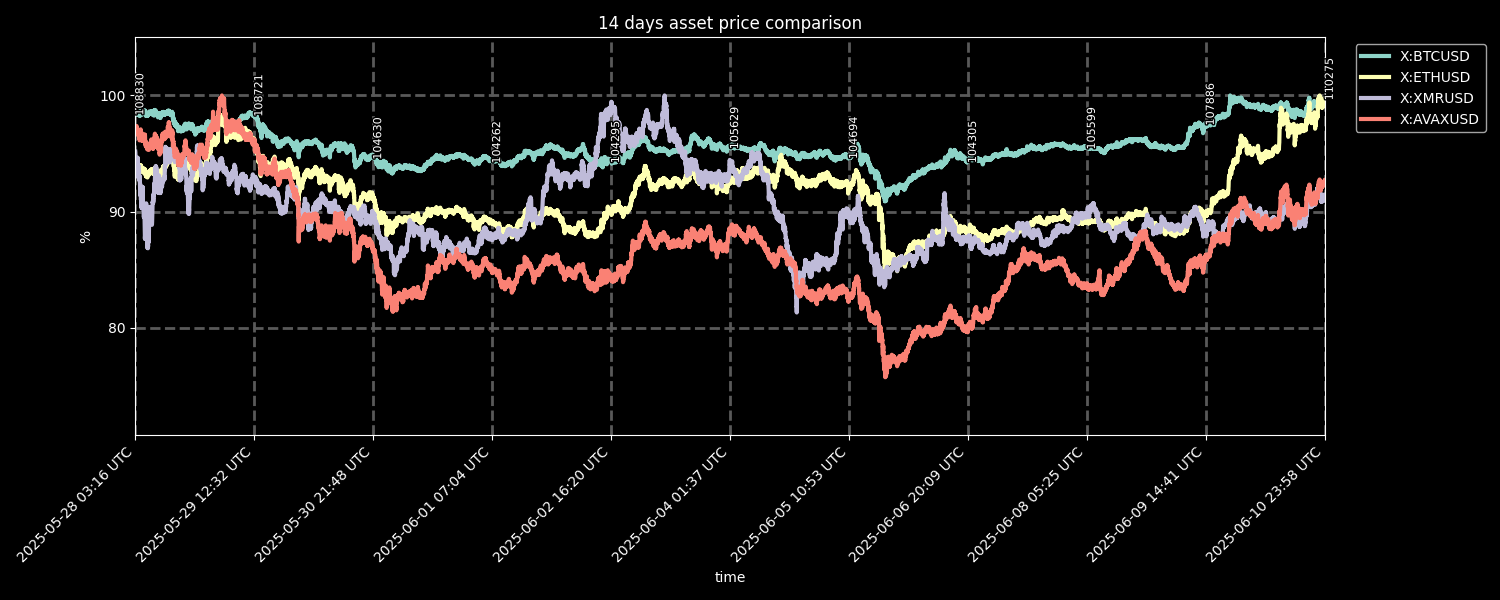 14 days asset price comparison
X:BTCUSD
X:ETHUSD
X:XMRUSD
X:AVAXUSD
%
100
90
80
108830
108721
104630
104262
104295
105629
104694
104305
105599
107886
110275
2025-05-28 03:16 UTC
2025-05-29 12:32 UTC
2025-05-30 21:48 UTC
2025-06-01 07:04 UTC
2025-06-02 16:20 UTC
2025-06-04 01:37 UTC
2025-06-05 10:53 UTC
2025-06-06 20:09 UTC
2025-06-08 05:25 UTC
2025-06-09 14:41 UTC
2025-06-10 23:58 UTC
time